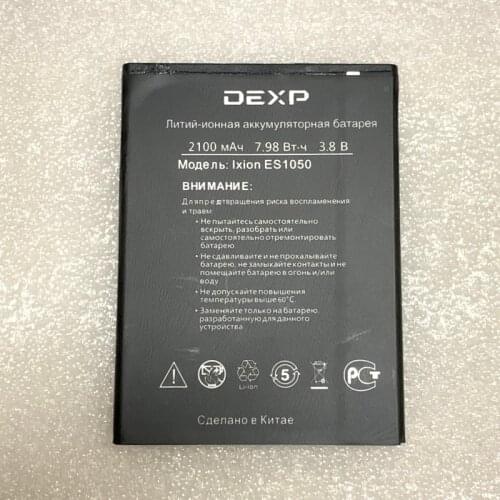 DEXP
Литий-ионная аккумуляторная батарея
2100 мАч 7.98 Вт·ч 3.8 В
Модель: Ixion ES1050
ВНИМАНИЕ:
Для предтвращения риска воспламенения
и травм:
• Не пытайтесь самостоятельно
вскрыть, разобрать или
самостоятельно отремонтировать
батарею
• Не сдавливайте и не прокалывайте
батарею, не замыкайте контакты и не
помещайте батарею в огонь и/или
воду
• Не допускайте повышения
температуры выше 60°C
• Заменяйте только на батарею,
разработанную для данного
устройства
Li-ion
5
РСТ
Сделано в Китае